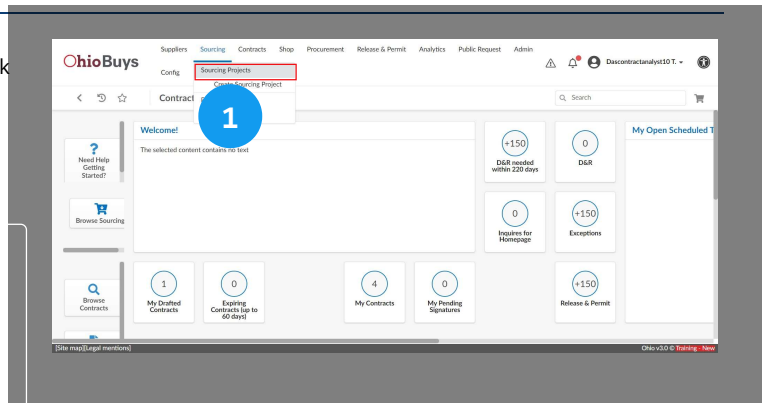 k
OhioBuys
Suppliers Sourcing Contracts Shop Procurement Release & Permit Analytics Public Request Admin
Config
Dascontractanalyst10 T.
Sourcing Projects
Create Sourcing Project
Contract
Search
1
Need Help
Getting
Started?
Browse Sourcing
Browse
Contracts
Welcome!
The selected content contains no text
+150
D&R needed
within 220 days
0
D&R
My Open Scheduled T
0
Inquires for
Homepage
+150
Exceptions
1
My Drafted
Contracts
0
Expiring
Contracts (up to
60 days)
4
My Contracts
0
My Pending
Signatures
+150
Release & Permit
[Site map][Legal mentions]
Ohio v3.0 © Training - New